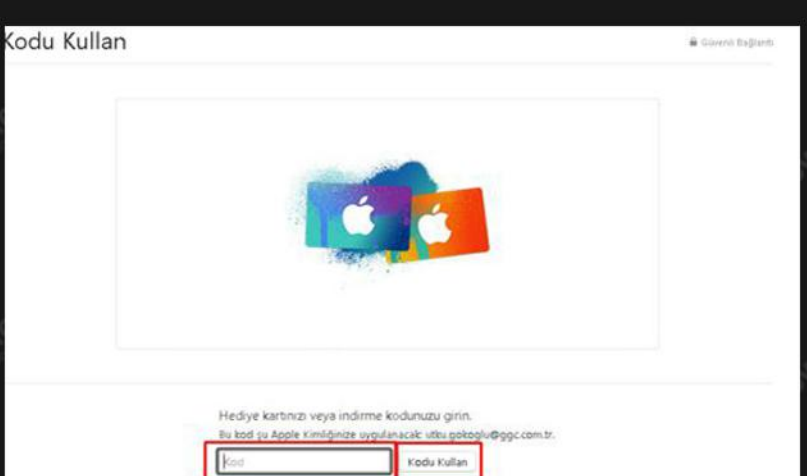 Kodu Kullan
Güvenli Bağlantı
Hediye kartınızı veya indirme kodunuzu girin.
Bu kod şu Apple Kimliğinize uygulanacak: utku.gokoglu@ggc.com.tr.
Kod
Kodu Kullan